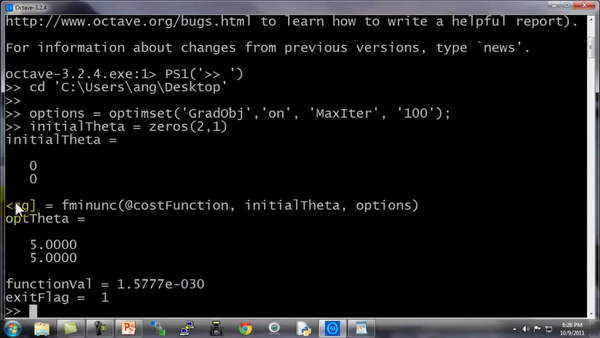 Octave-3.2.4
http://www.octave.org/bugs.html to learn how to write a helpful report).
For information about changes from previous versions, type `news'.
octave-3.2.4.exe:1> PS1('>> ')
>> cd 'C:\Users\ang\Desktop'
>>
>> options = optimset('GradObj','on', 'MaxIter', '100');
>> initialTheta = zeros(2,1)
initialTheta =
0
0
g] = fminunc(@costFunction, initialTheta, options)
optTheta =
5.0000
5.0000
functionVal = 1.5777e-030
exitFlag = 1
>>
6:26 PM
10/9/2011